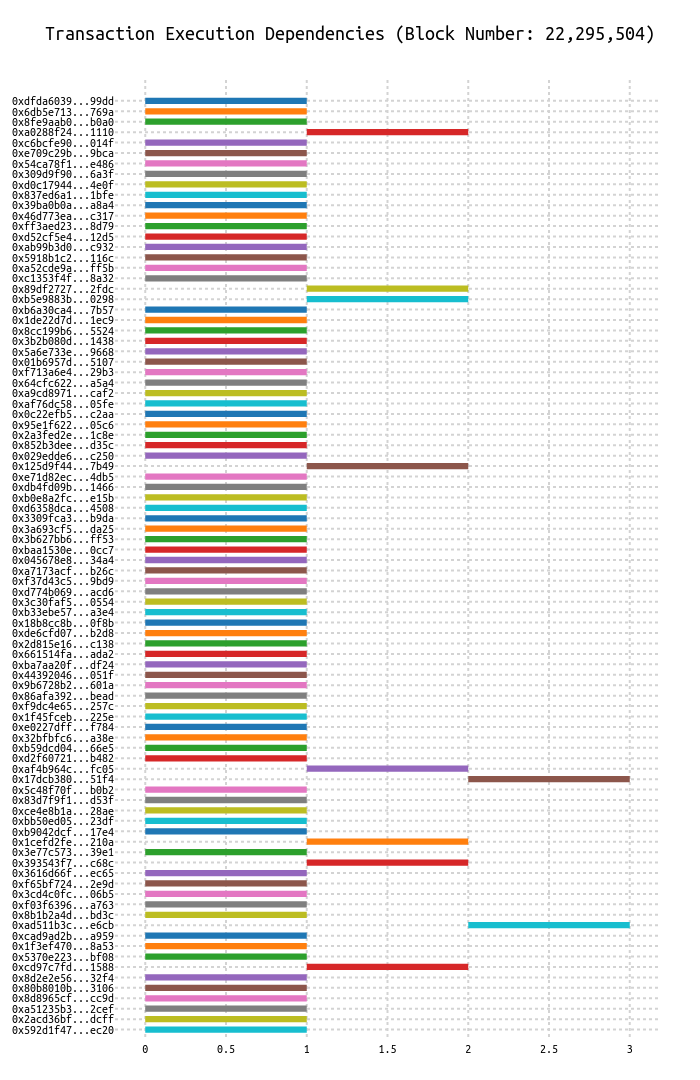 Transaction Execution Dependencies (Block Number: 22,295,504)
0xdfda6039...99dd
0x6db5e713...769a
0x8fe9aab0...b0a0
0xa0288f24...1110
0xc6bcfe90...014f
0xe709c29b...9bca
0x54ca78f1...e486
0x309d9f90...6a3f
0xd0c17944...4e0f
0x837ed6a1...1bfe
0x39ba0b0a...a8a4
0x46d773ea...c317
0xff3aed23...8d79
0xd52cf5e4...12d5
0xab99b3d0...c932
0x5918b1c2...116c
0xa52cde9a...ff5b
0xc1353f4f...8a32
0x89df2727...2fdc
0xb5e9883b...0298
0xb6a30ca4...7b57
0x1de22d7d...1ec9
0x8cc199b6...5524
0x3b2b080d...1438
0x5a6e733e...9668
0x01b6957d...5107
0xf713a6e4...29b3
0x64cfc622...a5a4
0xa9cd8971...caf2
0xaf76dc58...05fe
0x0c22efb5...c2aa
0x95e1f622...05c6
0x2a3fed2e...1c8e
0x852b3dee...d35c
0x029edde6...c250
0x125d9f44...7b49
0xe71d82ec...4db5
0xdb4fd09b...1466
0xb0e8a2fc...e15b
0xd6358dca...4508
0x3309fca3...b9da
0x3a693cf5...da25
0x3b627bb6...ff53
0xbaa1530e...0cc7
0x045678e8...34a4
0xa7173acf...b26c
0xf37d43c5...9bd9
0xd774b069...acd6
0x3c30faf5...0554
0xb33ebe57...a3e4
0x18b8cc8b...0f8b
0xde6cfd07...b2d8
0x2d815e16...c138
0x661514fa...ada2
0xba7aa20f...df24
0x44392046...051f
0x9b6728b2...601a
0x86afa392...bead
0xf9dc4e65...257c
0x1f45fceb...225e
0xe0227dff...f784
0x32bfbfc6...a38e
0xb59dcd04...66e5
0xd2f60721...b482
0xaf4b964c...fc05
0x17dcb380...51f4
0x5c48f70f...b0b2
0x83d7f9f1...d53f
0xce4e8b1a...28ae
0xbb50ed05...23df
0xb9042dcf...17e4
0x1cefd2fe...210a
0x3e77c573...39e1
0x393543f7...c68c
0x3616d66f...ec65
0xf65bf724...2e9d
0x3cd4c0fc...06b5
0xf03f6396...a763
0x8b1b2a4d...bd3c
0xad511b3c...e6cb
0xcad9ad2b...a959
0x1f3ef470...8a53
0x5370e223...bf08
0xcd97c7fd...1588
0x8d2e2e56...32f4
0x80b8010b...3106
0x8d8965cf...cc9d
0xa51235b3...2cef
0x2acd36bf...dcff
0x592d1f47...ec20
0 0.5 1 1.5 2 2.5 3